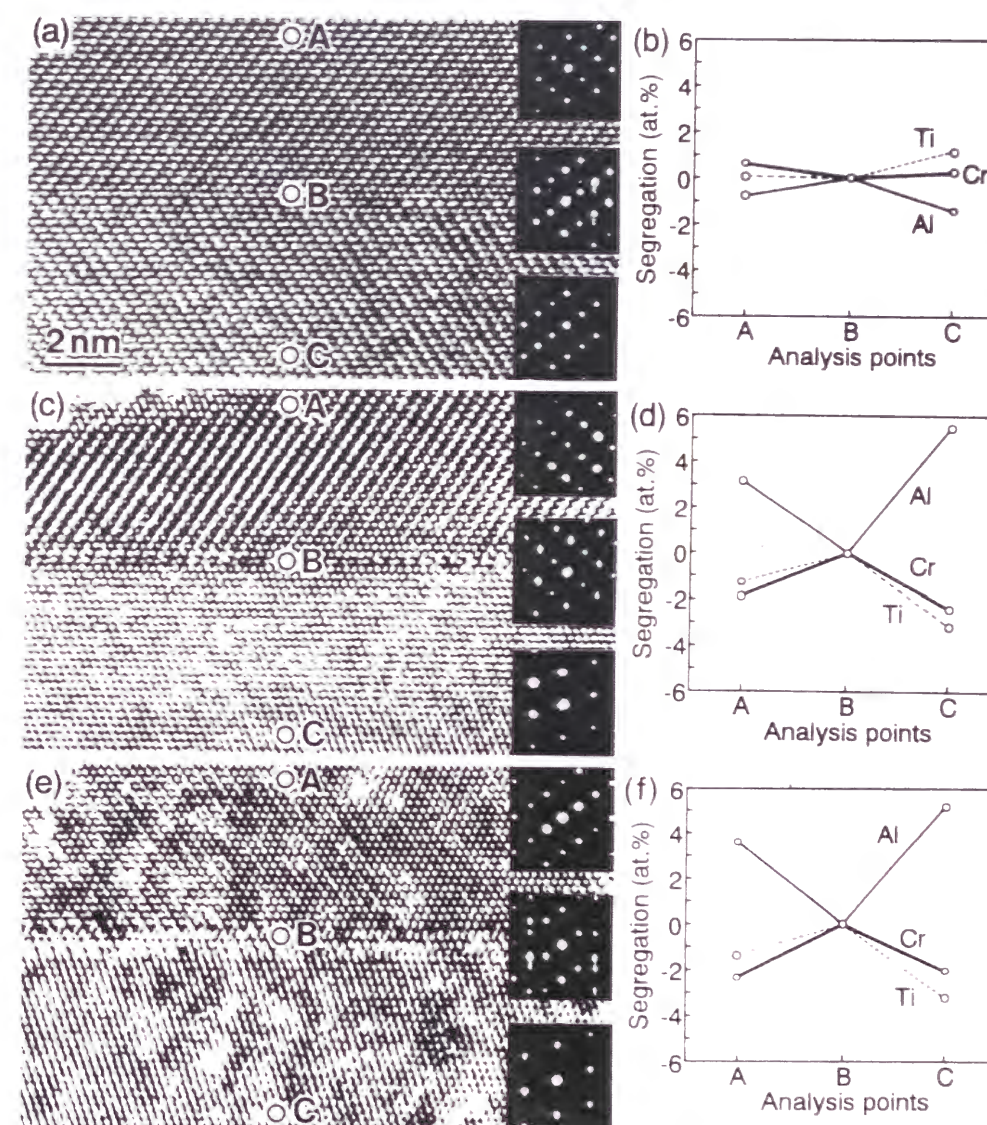 (a)
A
B
2 nm
C
(b)
Segregation (at.%)
6
4
2
0
-2
-4
-6
Ti
Cr
Al
A B C
Analysis points
(c)
A
B
C
(d)
Segregation (at.%)
6
4
2
0
-2
-4
-6
Al
Cr
Ti
A B C
Analysis points
(e)
A
B
C
(f)
Segregation (at.%)
6
4
2
0
-2
-4
-6
Al
Cr
Ti
A B C
Analysis points